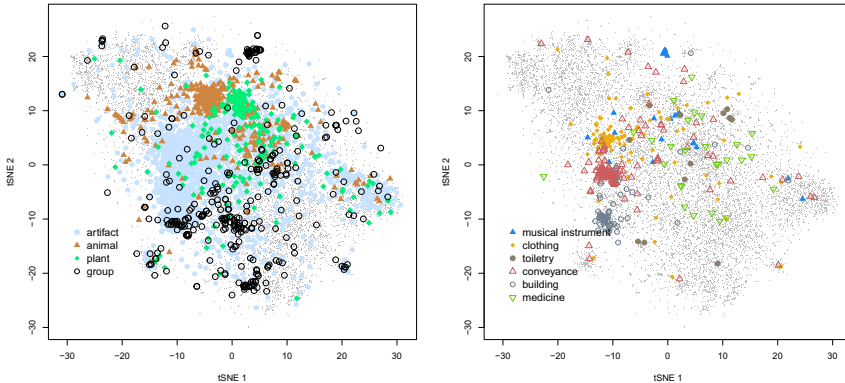 20
10
0
−10
−20
−30
tSNE 2
artifact
animal
plant
group
−30
−20
−10
0
10
20
30
tSNE 1
20
10
0
−10
−20
−30
tSNE 2
musical instrument
clothing
toiletry
conveyance
building
medicine
−30
−20
−10
0
10
20
30
tSNE 1